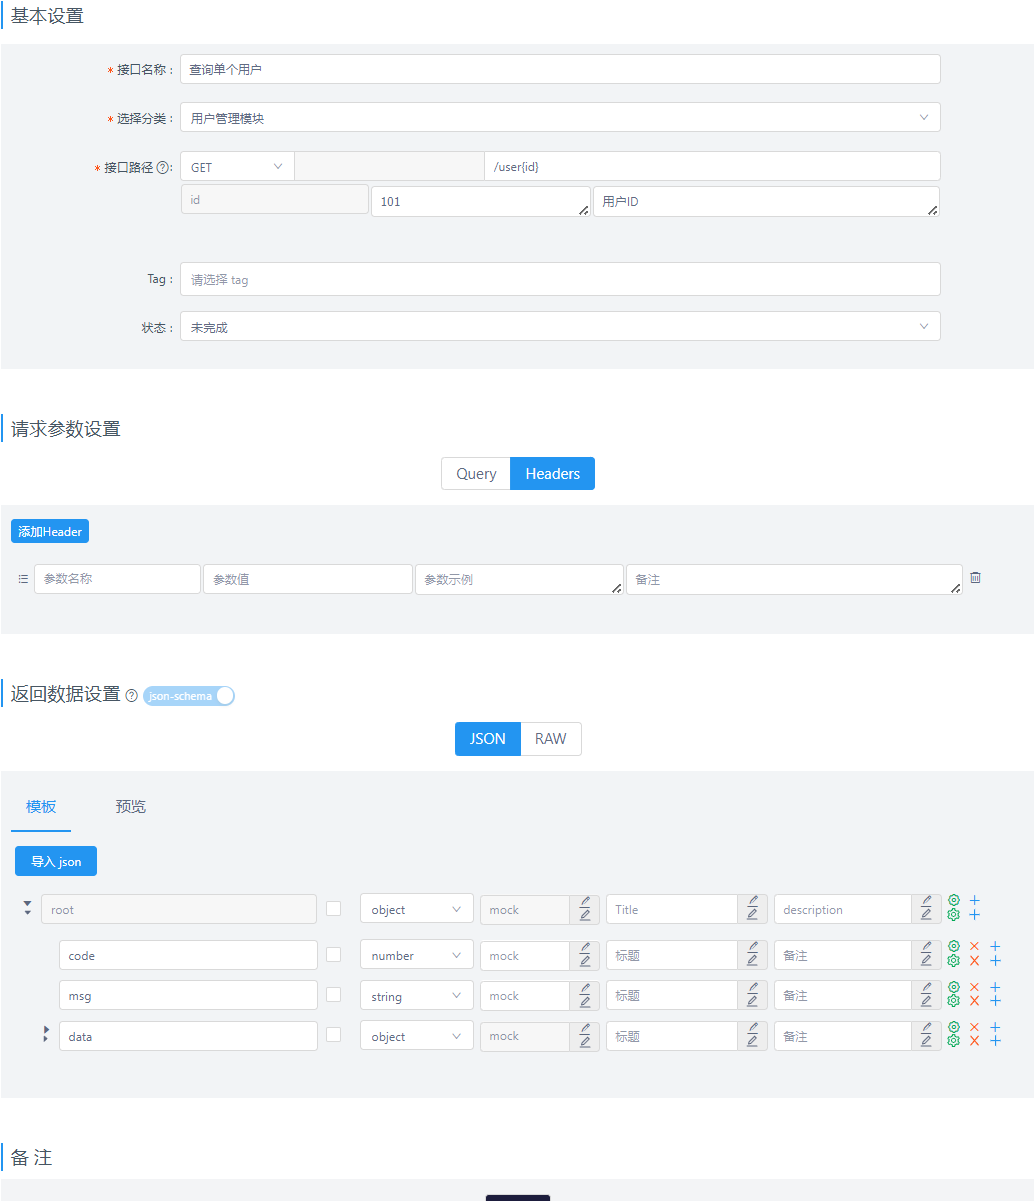 基本设置
* 接口名称 : 查询单个用户
* 选择分类 : 用户管理模块
* 接口路径 ? : GET /user{id}
id 101 用户ID
Tag : 请选择 tag
状态 : 未完成
请求参数设置
Query Headers
添加Header
参数名称 参数值 参数示例 备注
返回数据设置 ? json-schema
JSON RAW
模板 预览
导入 json
root object mock Title description
code number mock 标题 备注
msg string mock 标题 备注
data object mock 标题 备注
备 注